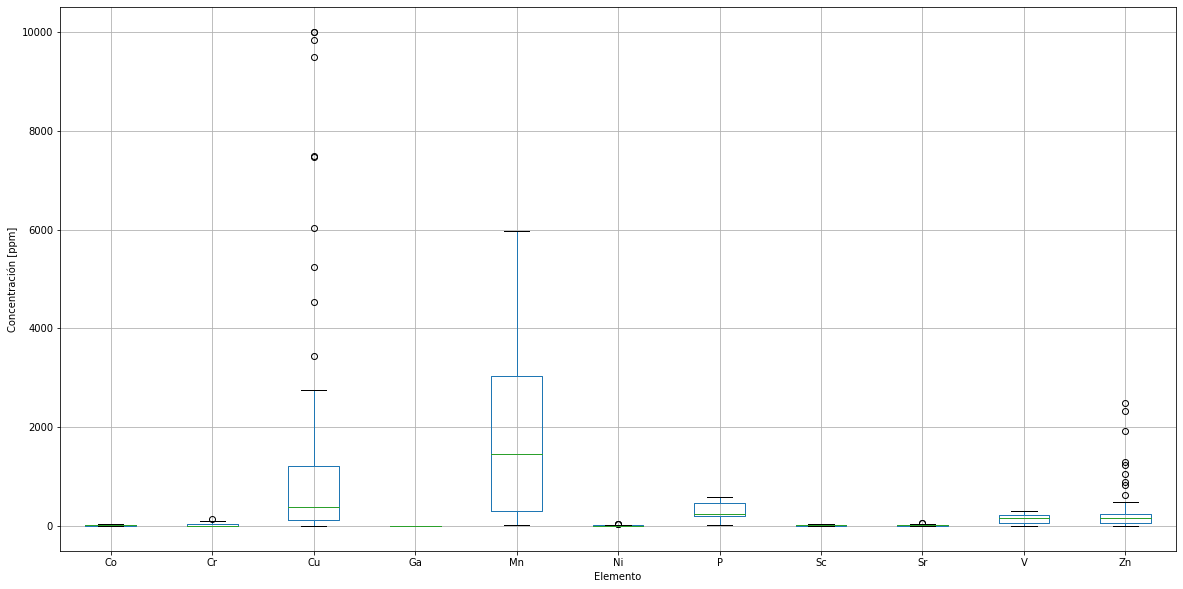 10000
8000
6000
4000
2000
0
Concentración [ppm]
Co Cr Cu Ga Mn Ni P Sc Sr V Zn
Elemento